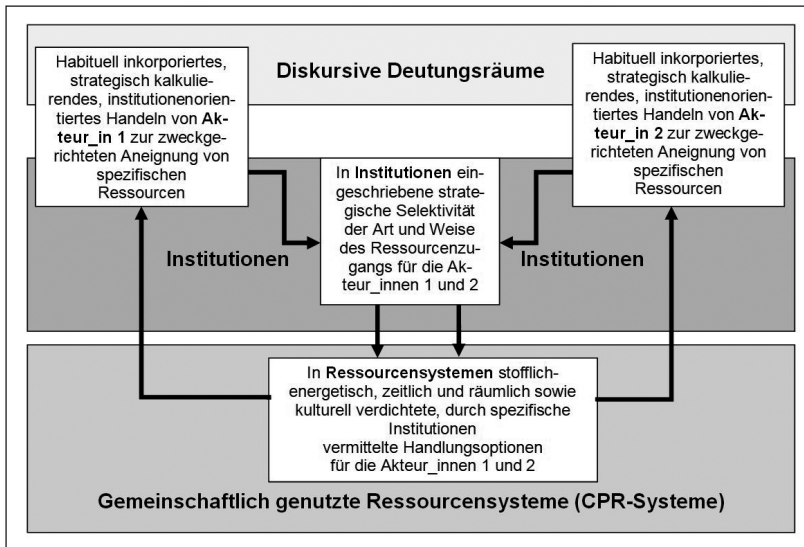 Diskursive Deutungsräume
Habituell inkorporiertes,
strategisch kalkulie-
rendes, institutionenorien-
tiertes Handeln von Ak-
teur_in 1 zur zweckge-
richteten Aneignung von
spezifischen
Ressourcen
Habituell inkorporiertes,
strategisch kalkulie-
rendes, institutionenorien-
tiertes Handeln von Ak-
teur_in 2 zur zweckge-
richteten Aneignung von
spezifischen
Ressourcen
In Institutionen ein-
geschriebene strate-
gische Selektivität
der Art und Weise
des Ressourcenzu-
gangs für die Ak-
teur_innen 1 und 2
Institutionen
Institutionen
In Ressourcensystemen stofflich-
energetisch, zeitlich und räumlich sowie
kulturell verdichtete, durch spezifische
Institutionen
vermittelte Handlungsoptionen
für die Akteur_innen 1 und 2
Gemeinschaftlich genutzte Ressourcensysteme (CPR-Systeme)